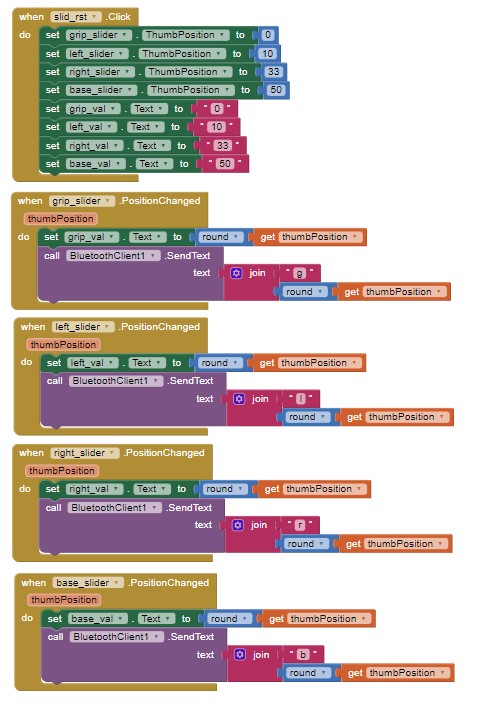 when slid_rst .Click
do set grip_slider . ThumbPosition to 0
set left_slider . ThumbPosition to 10
set right_slider . ThumbPosition to 33
set base_slider . ThumbPosition to 50
set grip_val . Text to " 0 "
set left_val . Text to " 10 "
set right_val . Text to " 33 "
set base_val . Text to " 50 "
when grip_slider .PositionChanged
thumbPosition
do set grip_val . Text to round get thumbPosition
call BluetoothClient1 .SendText
text join " g "
round get thumbPosition
when left_slider .PositionChanged
thumbPosition
do set left_val . Text to round get thumbPosition
call BluetoothClient1 .SendText
text join " l "
round get thumbPosition
when right_slider .PositionChanged
thumbPosition
do set right_val . Text to round get thumbPosition
call BluetoothClient1 .SendText
text join " r "
round get thumbPosition
when base_slider .PositionChanged
thumbPosition
do set base_val . Text to round get thumbPosition
call BluetoothClient1 .SendText
text join " b "
round get thumbPosition